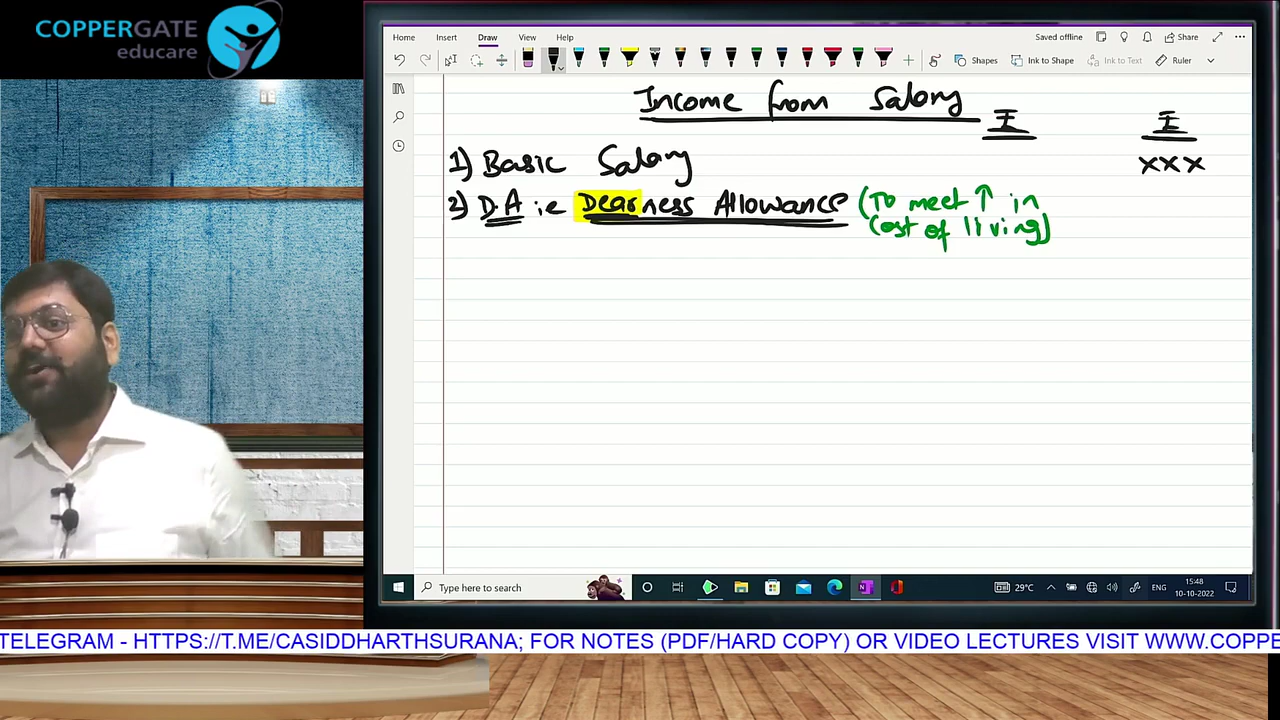 COPPERGATE
educare
Home Insert Draw View Help
Saved offline
Share
Shapes
Ink to Shape
Ink to Text
Ruler
Income from Salary
₹ ₹
1) Basic Salary xxx
2) D.A ie Dearness Allowance (To meet ↑ in
Cost of living)
Type here to search
29°C
ENG
15:48
10-10-2022
TELEGRAM - HTTPS://T.ME/CASIDDHARTHSURANA; FOR NOTES (PDF/HARD COPY) OR VIDEO LECTURES VISIT WWW.COPPE